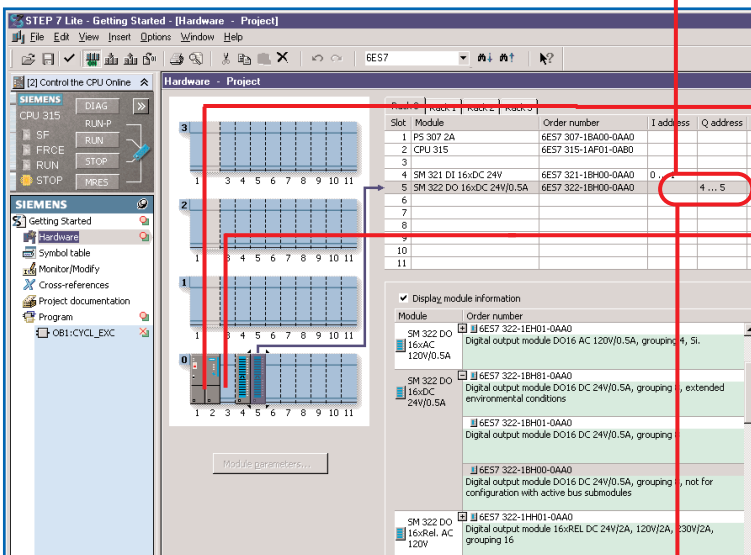 STEP 7 Lite - Getting Started - [Hardware - Project]
File Edit View Insert Options Window Help
6ES7
[2] Control the CPU Online
Hardware - Project
SIEMENS
CPU 315
DIAG
RUN-P
SF
RUN
FRCE
RUN
STOP
STOP
MRES
SIEMENS
Getting Started
Hardware
Symbol table
Monitor/Modify
Cross-references
Project documentation
Program
OB1:CYCL_EXC
3
1 3 4 5 6 7 8 9 10 11
2
1 3 4 5 6 7 8 9 10 11
1
1 3 4 5 6 7 8 9 10 11
0
1 2 3 4 5 6 7 8 9 10 11
Module parameters...
Rack 0 Rack 1 Rack 2 Rack 3
Slot Module Order number I address Q address
1 PS 307 2A 6ES7 307-1BA00-0AA0
2 CPU 315 6ES7 315-1AF01-0AB0
3
4 SM 321 DI 16xDC 24V 6ES7 321-1BH00-0AA0 0 ...
5 SM 322 DO 16xDC 24V/0.5A 6ES7 322-1BH00-0AA0 4 ... 5
6
7
8
9
10
11
Display module information
Module Order number
SM 322 DO 16xAC 120V/0.5A
6ES7 322-1EH01-0AA0
Digital output module DO16 AC 120V/0.5A, grouping 4, Si.
SM 322 DO 16xDC 24V/0.5A
6ES7 322-1BH81-0AA0
Digital output module DO16 DC 24V/0.5A, grouping 8, extended
environmental conditions
6ES7 322-1BH01-0AA0
Digital output module DO16 DC 24V/0.5A, grouping 8
6ES7 322-1BH00-0AA0
Digital output module DO16 DC 24V/0.5A, grouping 8, not for
configuration with active bus submodules
SM 322 DO 16xRel. AC 120V
6ES7 322-1HH01-0AA0
Digital output module 16xREL DC 24V/2A, 120V/2A, 230V/2A,
grouping 16